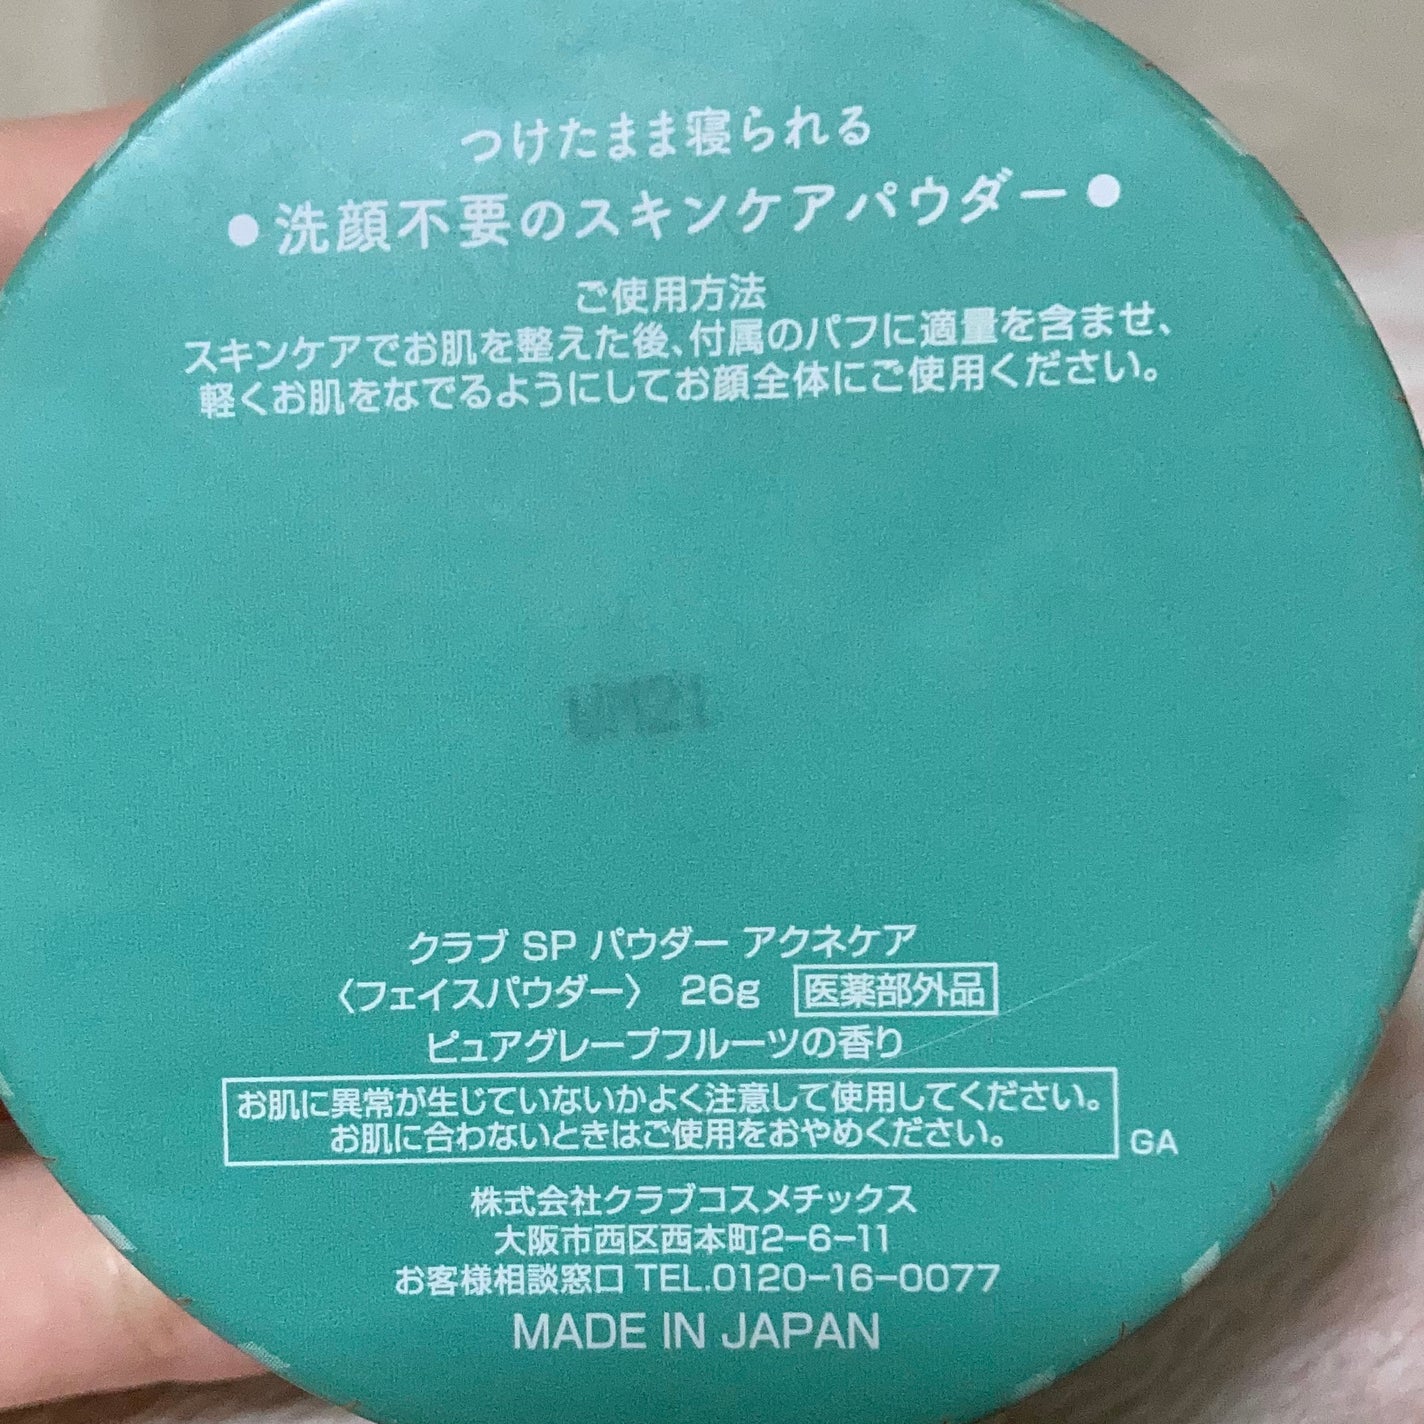 つけたまま寝られる
●洗顔不要のスキンケアパウダー●
ご使用方法
スキンケアでお肌を整えた後、付属のパフに適量を含ませ、
軽くお肌をなでるようにしてお顔全体にご使用ください。
クラブ SP パウダー アクネケア
〈フェイスパウダー〉 26g 医薬部外品
ピュアグレープフルーツの香り
お肌に異常が生じていないかよく注意して使用してください。
お肌に合わないときはご使用をおやめください。
GA
株式会社クラブコスメチックス
大阪市西区西本町2-6-11
お客様相談窓口 TEL.0120-16-0077
MADE IN JAPAN